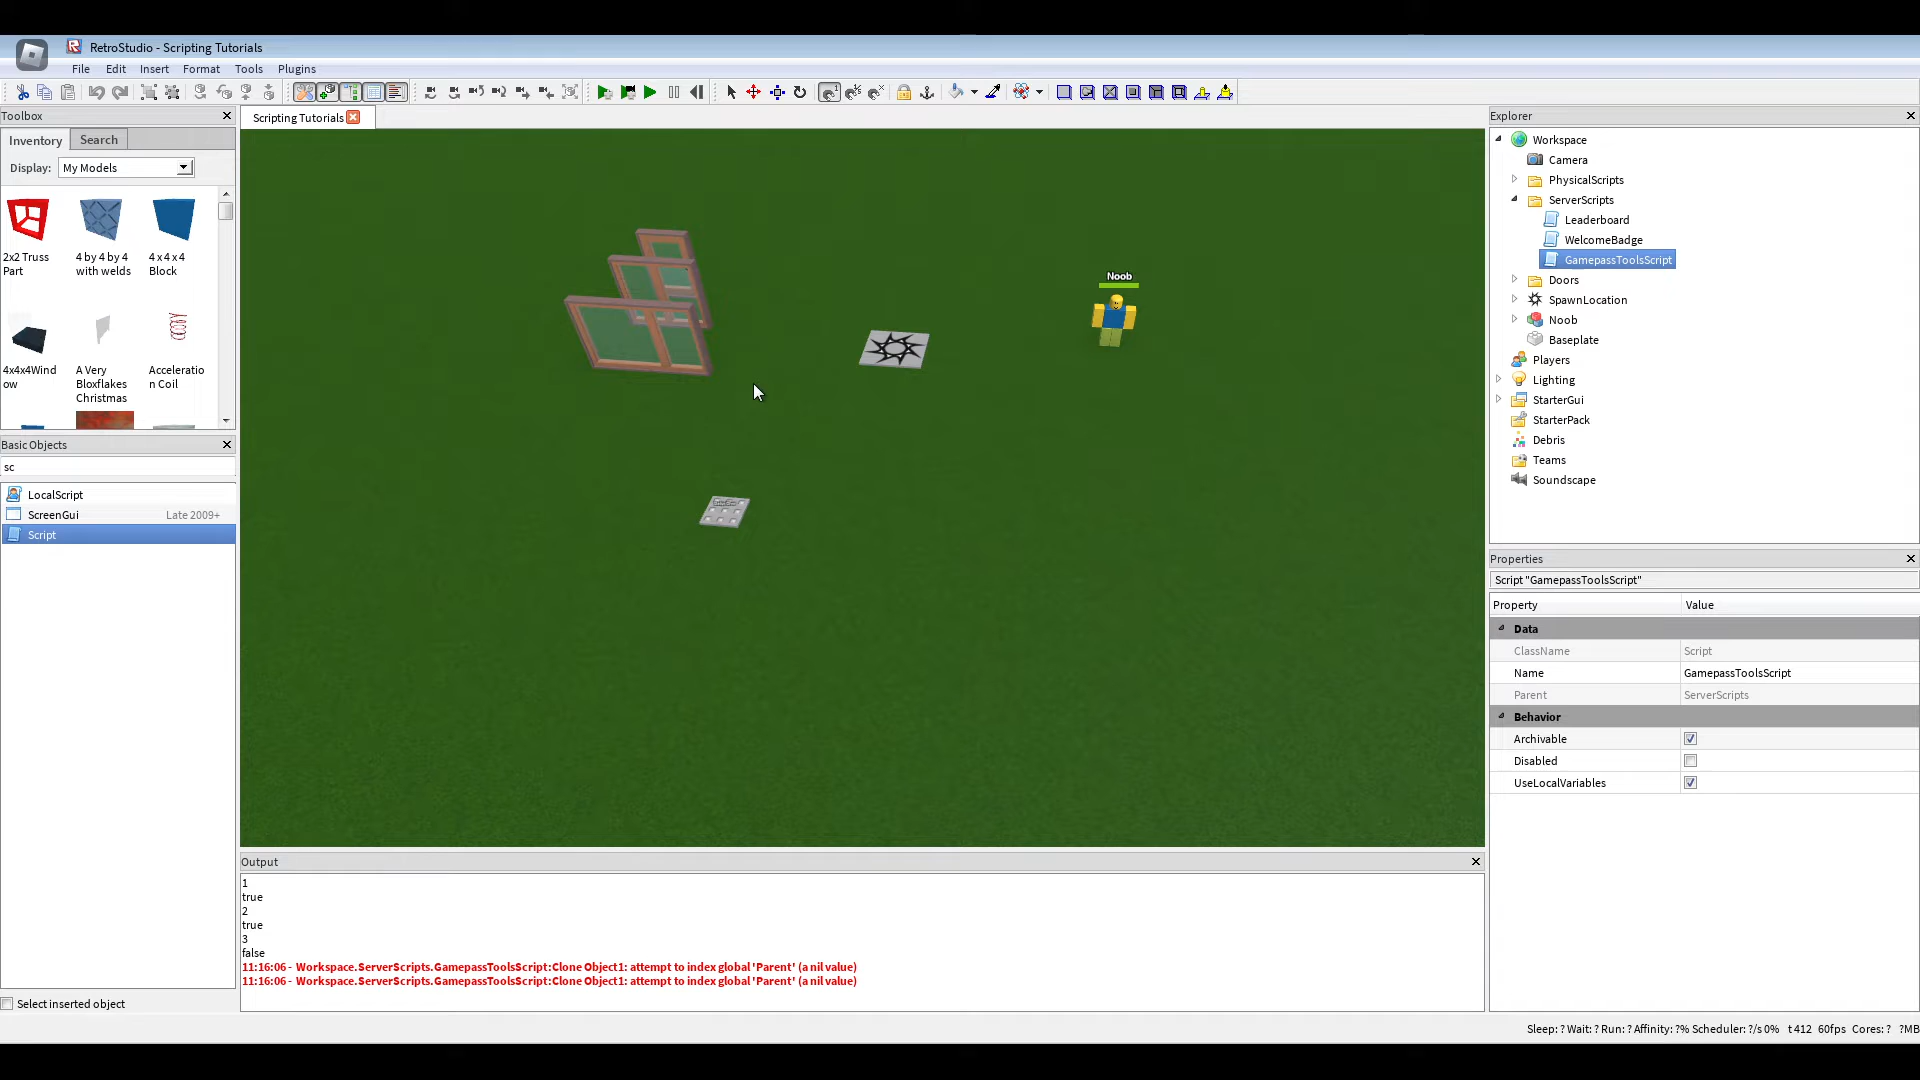 RetroStudio - Scripting Tutorials
File Edit Insert Format Tools Plugins
Toolbox
Inventory Search
Display: My Models
2x2 Truss Part
4 by 4 by 4 with welds
4 x 4 x 4 Block
4x4x4Window
A Very Bloxflakes Christmas
Acceleration Coil
Basic Objects
sc
LocalScript
ScreenGui Late 2009+
Script
Select inserted object
Scripting Tutorials
Noob
Output
1
true
2
true
3
false
11:16:06 - Workspace.ServerScripts.GamepassToolsScript:Clone Object1: attempt to index global 'Parent' (a nil value)
11:16:06 - Workspace.ServerScripts.GamepassToolsScript:Clone Object1: attempt to index global 'Parent' (a nil value)
Explorer
Workspace
Camera
PhysicalScripts
ServerScripts
Leaderboard
WelcomeBadge
GamepassToolsScript
Doors
SpawnLocation
Noob
Baseplate
Players
Lighting
StarterGui
StarterPack
Debris
Teams
Soundscape
Properties
Script "GamepassToolsScript"
Property Value
Data
ClassName Script
Name GamepassToolsScript
Parent ServerScripts
Behavior
Archivable
Disabled
UseLocalVariables
Sleep: ? Wait: ? Run: ? Affinity: ?% Scheduler: ?/s 0% t 412 60fps Cores: ? ?MB